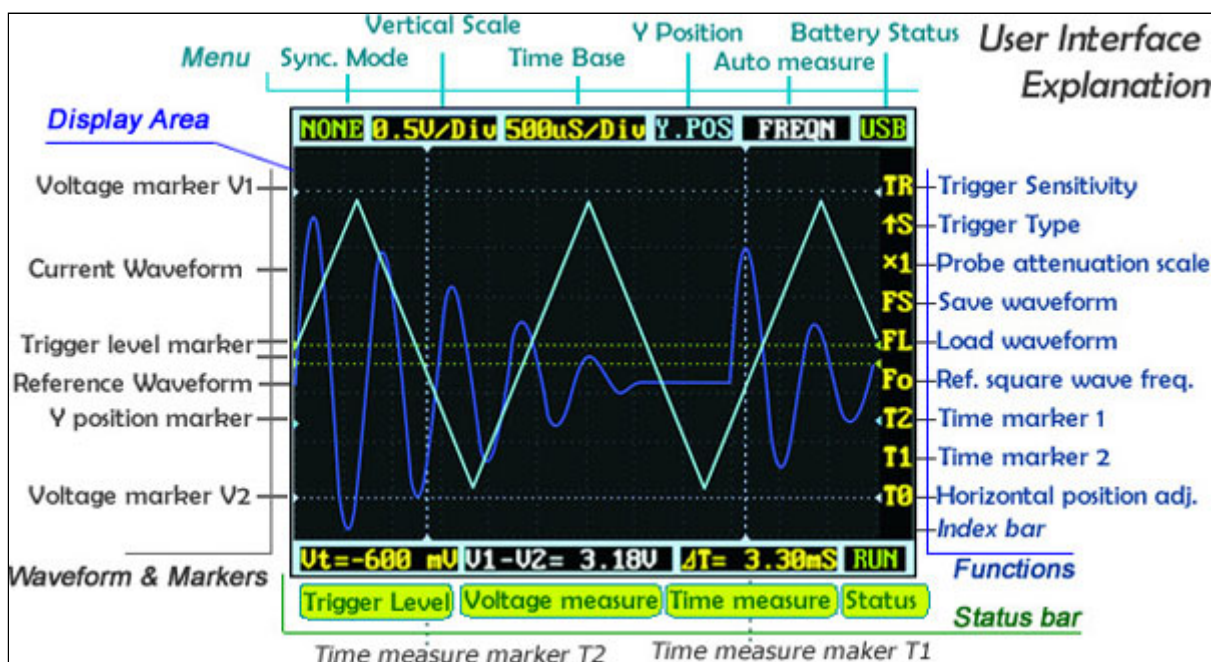 User Interface
Explanation
Vertical Scale
Y Position
Battery Status
Menu
Sync. Mode
Time Base
Auto measure
Display Area
NONE 0.5V/Div 500uS/Div Y.POS FREQN USB
Voltage marker V1
Current Waveform
Trigger level marker
Reference Waveform
Y position marker
Voltage marker V2
Waveform & Markers
TR Trigger Sensitivity
↑S Trigger Type
×1 Probe attenuation scale
FS Save waveform
FL Load waveform
Fo Ref. square wave freq.
T2 Time marker 1
T1 Time marker 2
T0 Horizontal position adj.
Index bar
Functions
Vt=-600 mV V1-V2= 3.18V ΔT= 3.30mS RUN
Trigger Level Voltage measure Time measure Status
Status bar
Time measure marker T2 Time measure maker T1